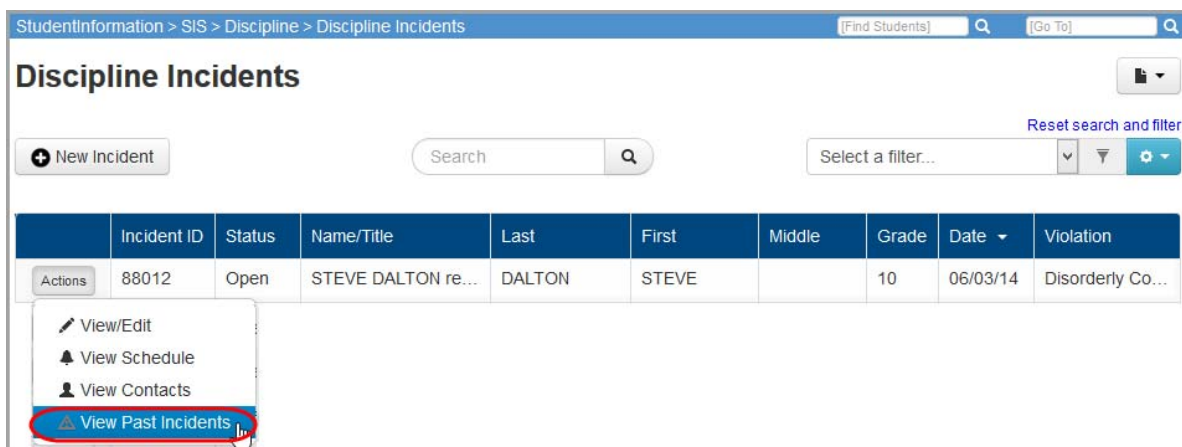 StudentInformation > SIS > Discipline > Discipline Incidents [Find Students] [Go To]
Discipline Incidents
Reset search and filter
New Incident Search Select a filter...
Incident ID Status Name/Title Last First Middle Grade Date Violation
Actions 88012 Open STEVE DALTON re... DALTON STEVE 10 06/03/14 Disorderly Co...
View/Edit
View Schedule
View Contacts
View Past Incidents